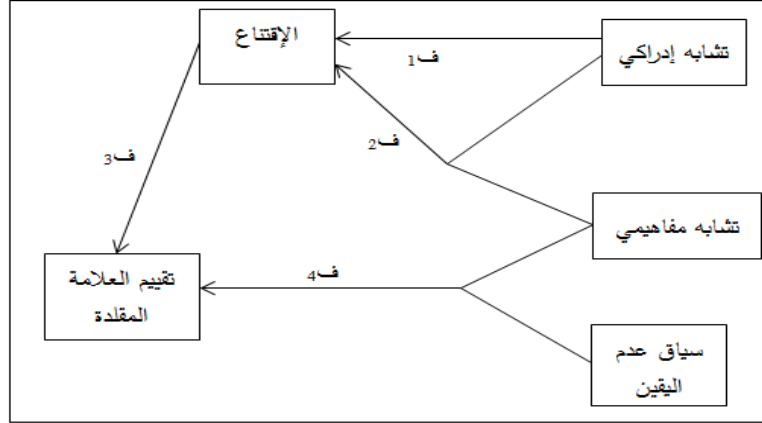 الإقتناع
تشابه إدراكي
ف1
ف2
ف3
تشابه مفاهيمي
تقييم العلامة
المقلدة
ف4
سياق عدم
اليقين